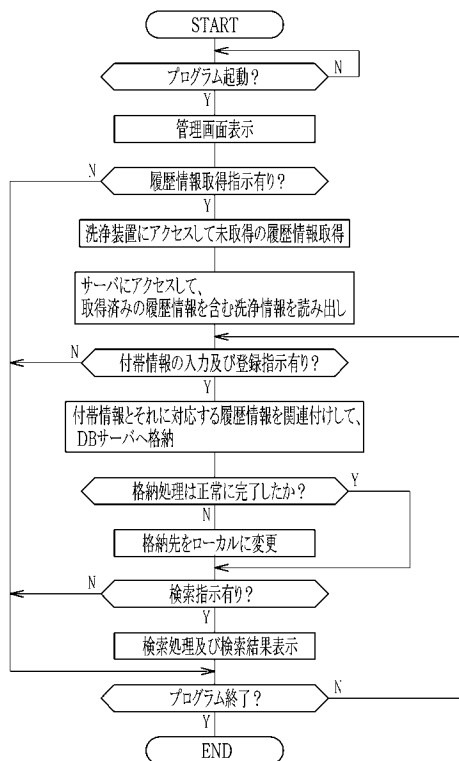 START
プログラム起動?
N
Y
管理画面表示
N
履歴情報取得指示有り?
Y
洗浄装置にアクセスして未取得の履歴情報取得
サーバにアクセスして、
取得済みの履歴情報を含む洗浄情報を読み出し
N
付帯情報の入力及び登録指示有り?
Y
付帯情報とそれに対応する履歴情報を関連付けして、
DBサーバへ格納
格納処理は正常に完了したか?
Y
N
格納先をローカルに変更
N
検索指示有り?
Y
検索処理及び検索結果表示
プログラム終了?
N
Y
END